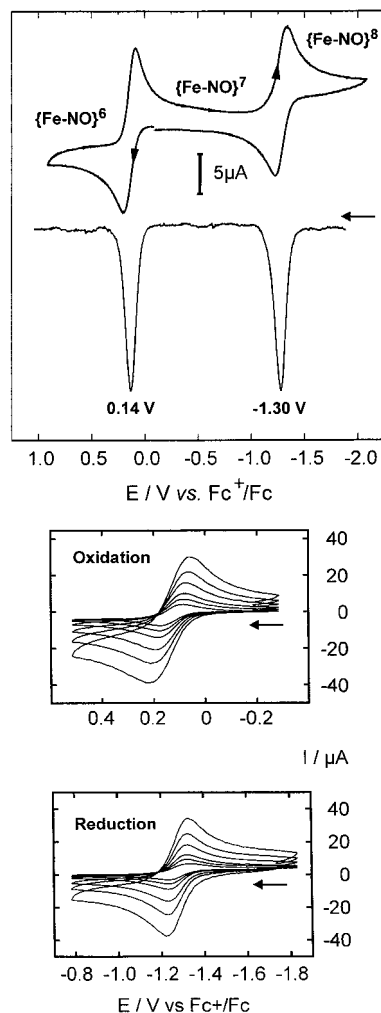 {Fe-NO}⁸
{Fe-NO}⁷
{Fe-NO}⁶
5µA
0.14 V
-1.30 V
1.0 0.5 0.0 -0.5 -1.0 -1.5 -2.0
E / V vs. Fc⁺/Fc
Oxidation
40
20
0
-20
-40
0.4 0.2 0 -0.2
I / µA
Reduction
40
20
0
-20
-40
-0.8 -1.0 -1.2 -1.4 -1.6 -1.8
E / V vs Fc+/Fc